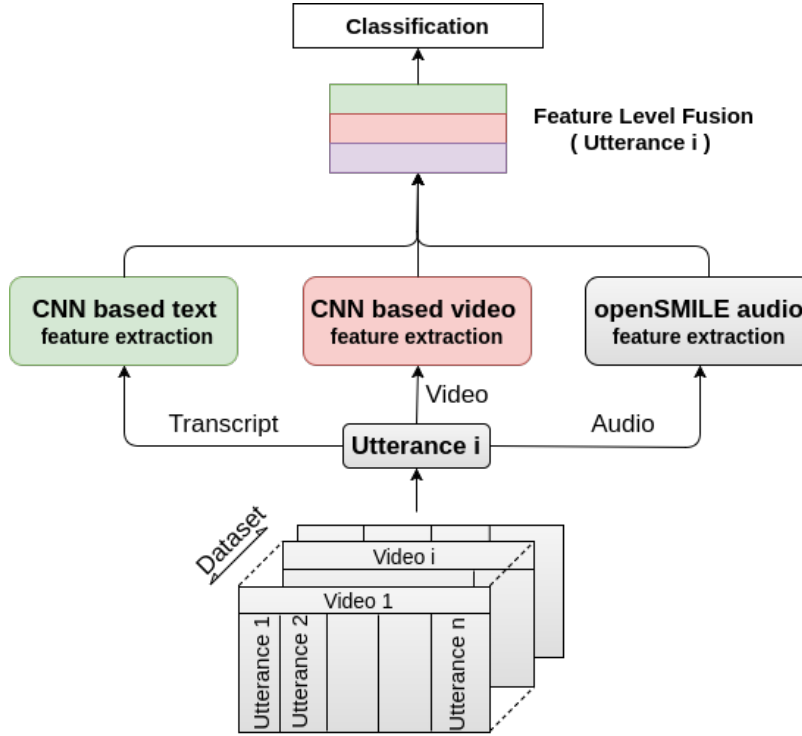 Classification
Feature Level Fusion
( Utterance i )
CNN based text
feature extraction
CNN based video
feature extraction
openSMILE audio
feature extraction
Transcript
Video
Audio
Utterance i
Dataset
Video i
Video 1
Utterance 1
Utterance 2
Utterance n